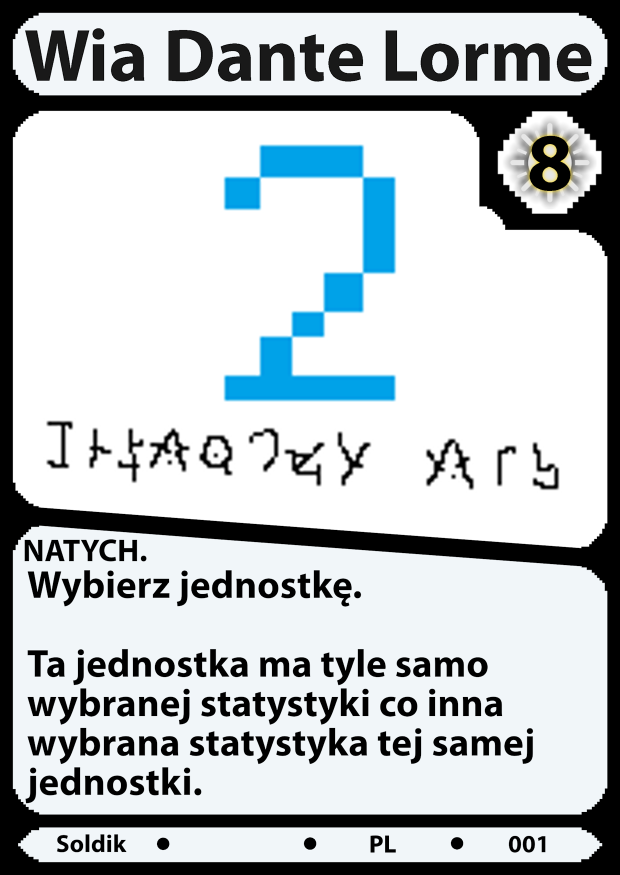 Wia Dante Lorme
8
2
NATYCH.
Wybierz jednostkę.
Ta jednostka ma tyle samo
wybranej statystyki co inna
wybrana statystyka tej samej
jednostki.
Soldik • • PL • 001